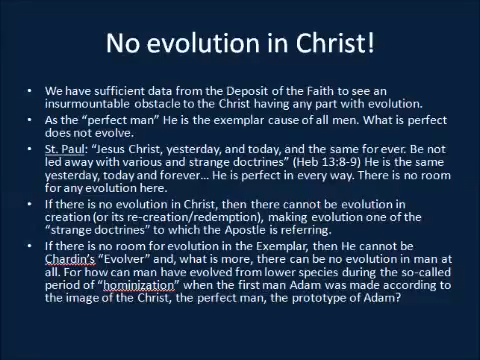 No evolution in Christ!
• We have sufficient data from the Deposit of the Faith to see an
insurmountable obstacle to the Christ having any part with evolution.
• As the “perfect man” He is the exemplar cause of all men. What is perfect
does not evolve.
• St. Paul: “Jesus Christ, yesterday, and today, and the same for ever. Be not
led away with various and strange doctrines” (Heb 13:8-9) He is the same
yesterday, today and forever… He is perfect in every way. There is no room
for any evolution here.
• If there is no evolution in Christ, then there cannot be evolution in
creation (or its re-creation/redemption), making evolution one of the
“strange doctrines” to which the Apostle is referring.
• If there is no room for evolution in the Exemplar, then He cannot be
Chardin’s “Evolver” and, what is more, there can be no evolution in man at
all. For how can man have evolved from lower species during the so-called
period of “hominization” when the first man Adam was made according to
the image of the Christ, the perfect man, the prototype of Adam?